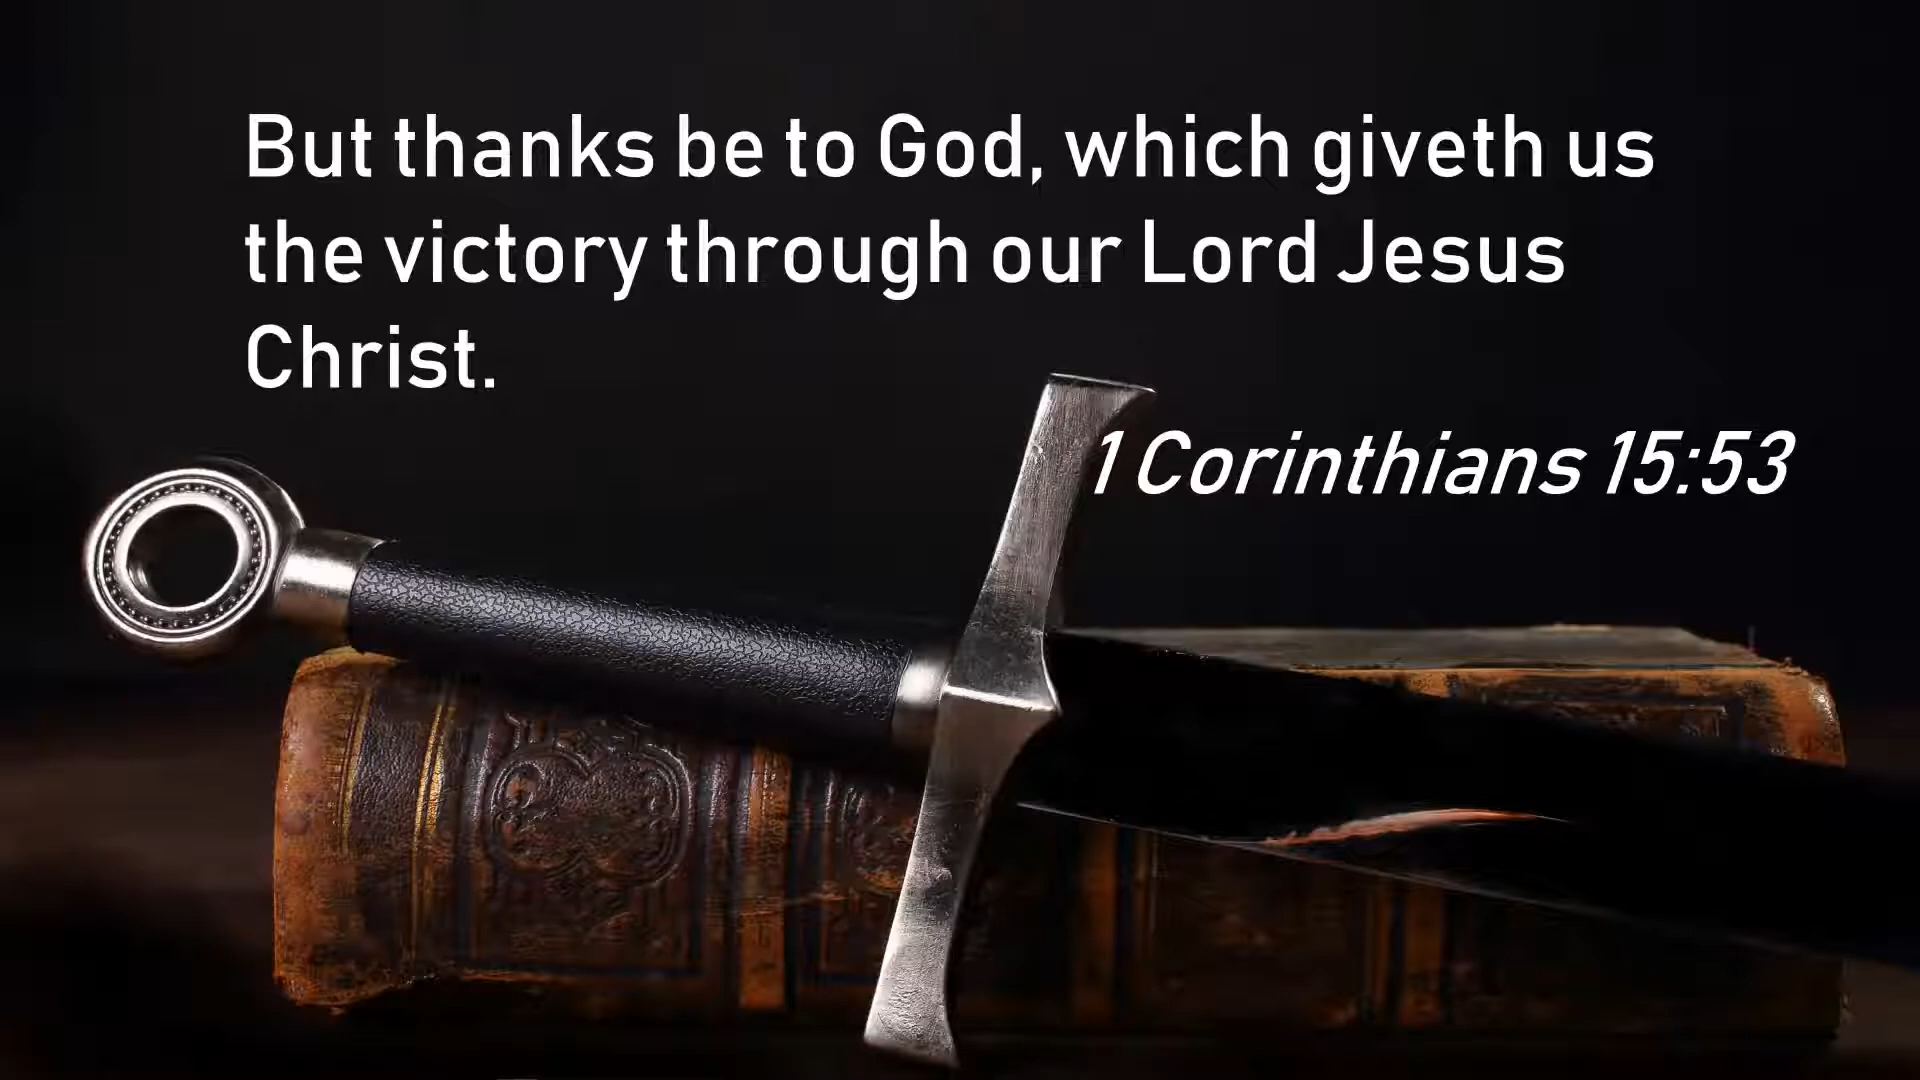 But thanks be to God, which giveth us
the victory through our Lord Jesus
Christ.
1 Corinthians 15:53